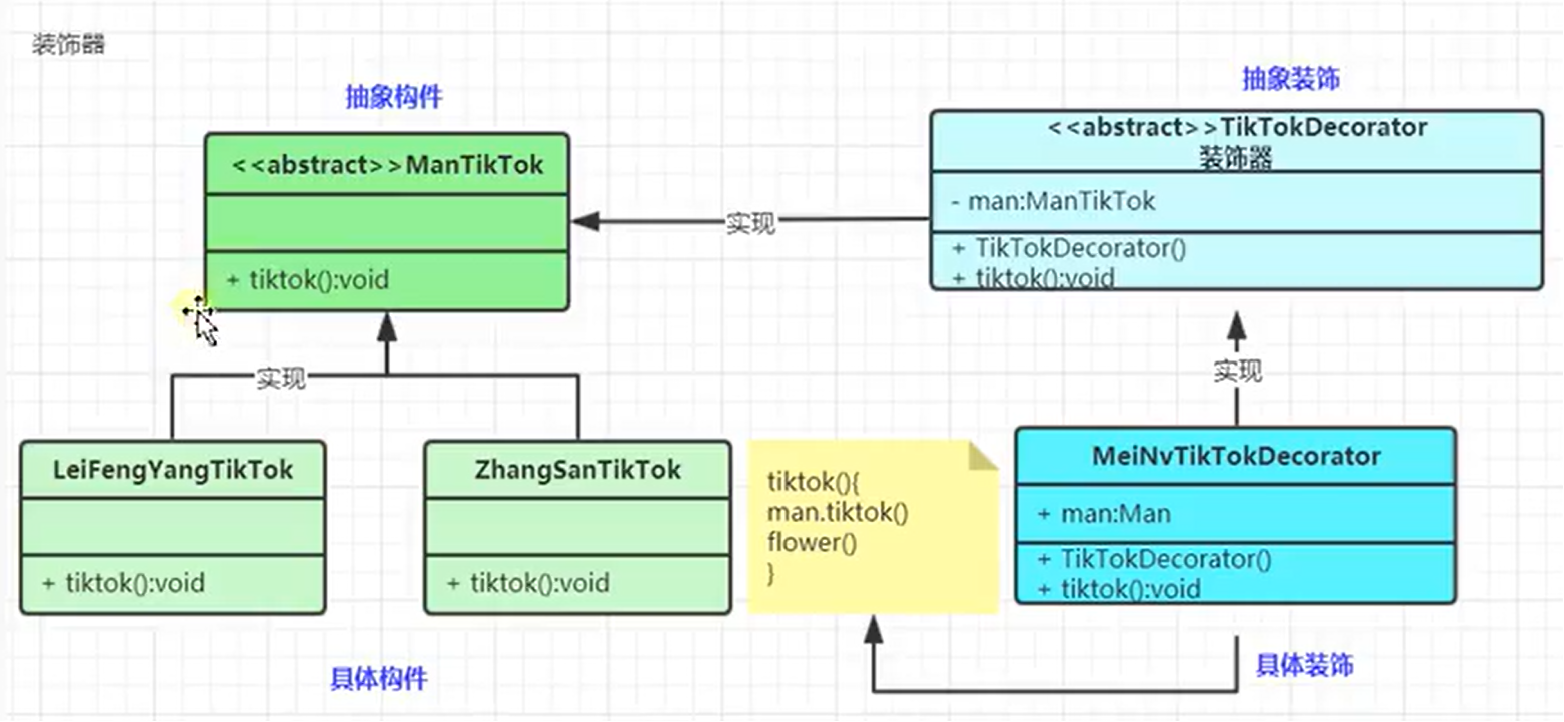 装饰器
抽象构件
<<abstract>>ManTikTok
+ tiktok():void
实现
抽象装饰
<<abstract>>TikTokDecorator
装饰器
- man:ManTikTok
+ TikTokDecorator()
+ tiktok():void
实现
实现
LeiFengYangTikTok
+ tiktok():void
ZhangSanTikTok
+ tiktok():void
具体构件
tiktok(){
man.tiktok()
flower()
}
MeiNvTikTokDecorator
+ man:Man
+ TikTokDecorator()
+ tiktok():void
具体装饰